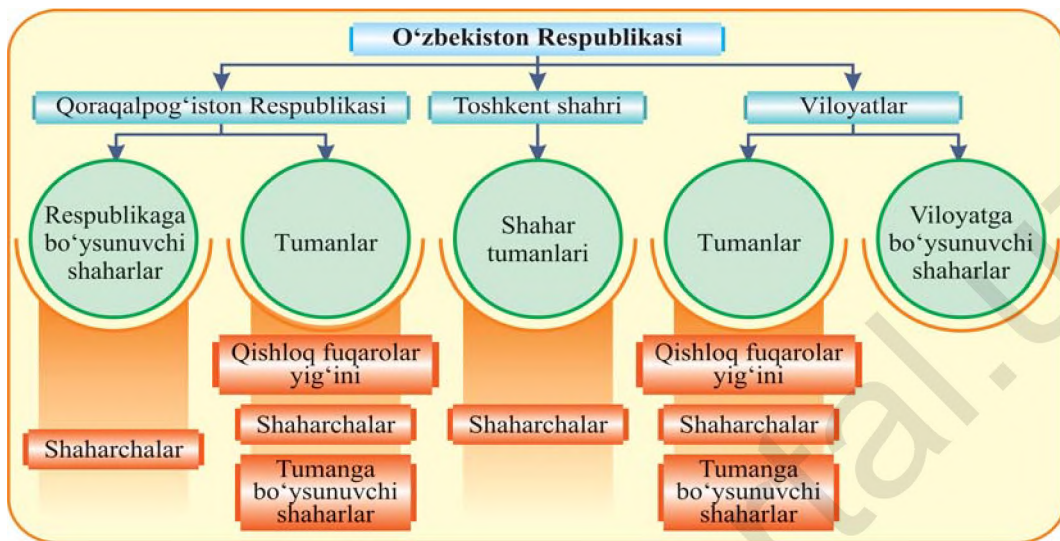 O‘zbekiston Respublikasi
Qoraqalpog‘iston Respublikasi
Toshkent shahri
Viloyatlar
Respublikaga
bo‘ysunuvchi
shaharlar
Tumanlar
Shahar
tumanlari
Tumanlar
Viloyatga
bo‘ysunuvchi
shaharlar
Shaharchalar
Qishloq fuqarolar
yig‘ini
Shaharchalar
Tumanga
bo‘ysunuvchi
shaharlar
Shaharchalar
Qishloq fuqarolar
yig‘ini
Shaharchalar
Tumanga
bo‘ysunuvchi
shaharlar